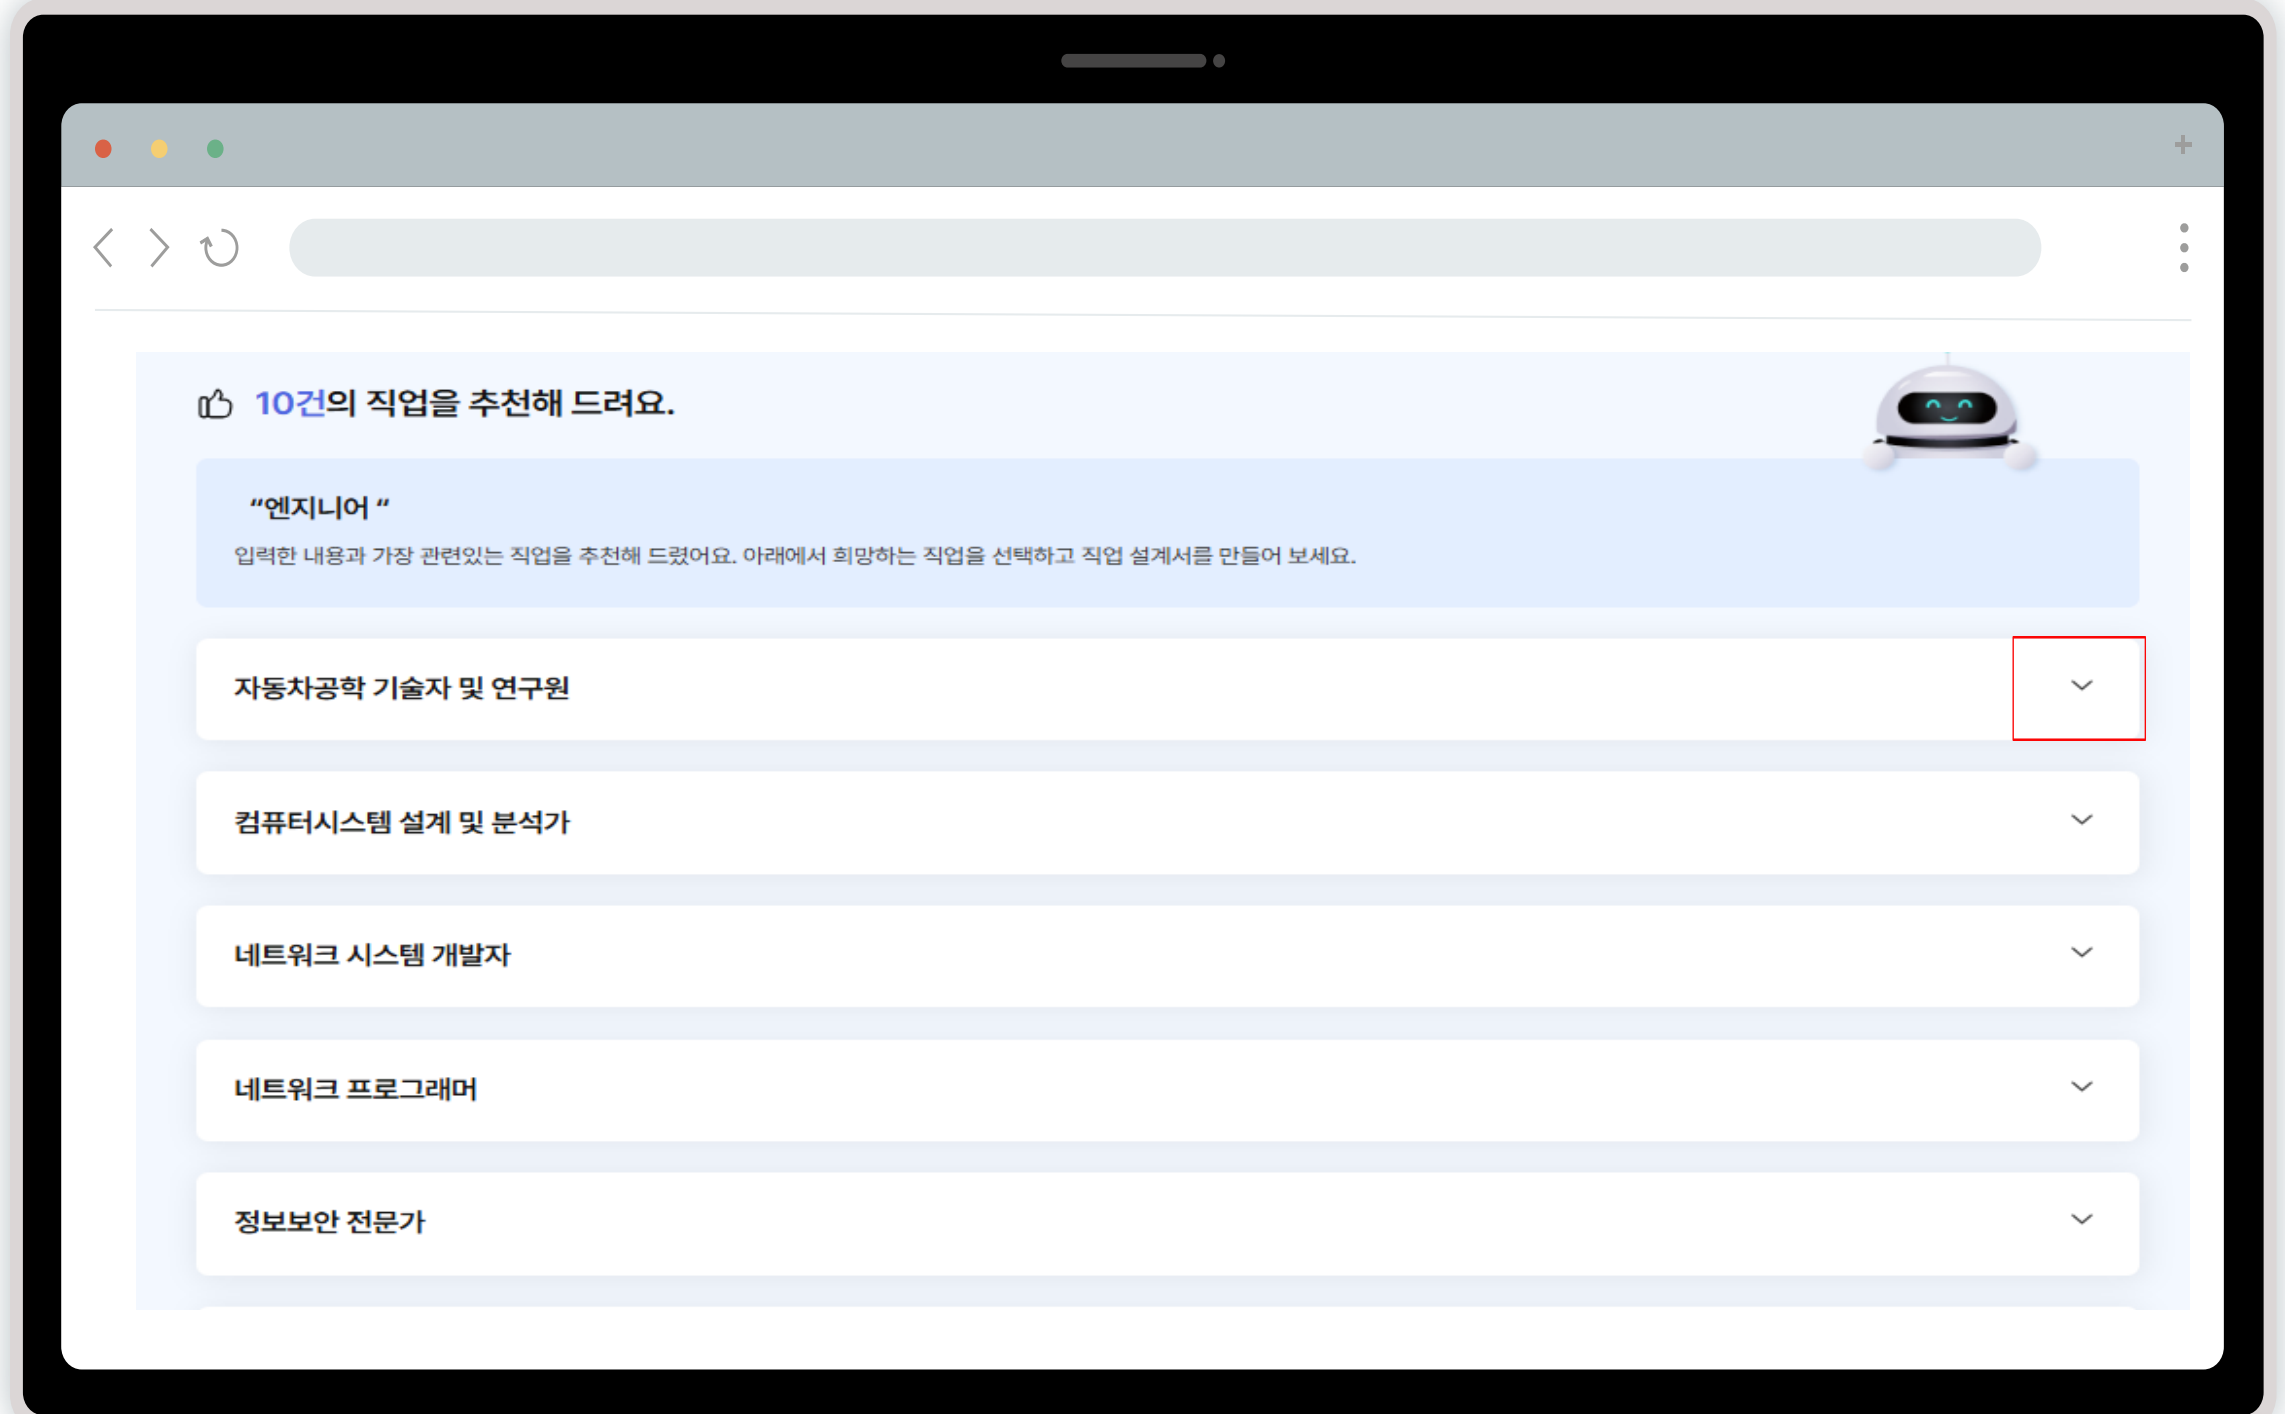 10건의 직업을 추천해 드려요.
“엔지니어 “
입력한 내용과 가장 관련있는 직업을 추천해 드렸어요. 아래에서 희망하는 직업을 선택하고 직업 설계서를 만들어 보세요.
자동차공학 기술자 및 연구원
컴퓨터시스템 설계 및 분석가
네트워크 시스템 개발자
네트워크 프로그래머
정보보안 전문가